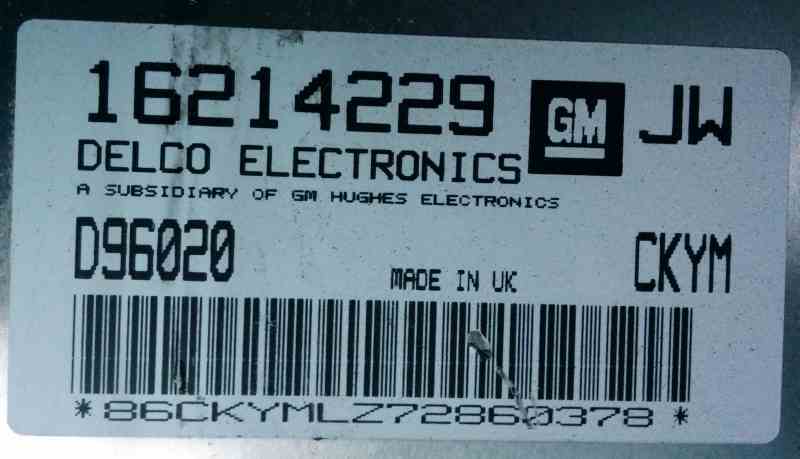 16214229 GM JW
DELCO ELECTRONICS
A SUBSIDIARY OF GM HUGHES ELECTRONICS
D96020 MADE IN UK CKYM
*86CKYMLZ72860378*